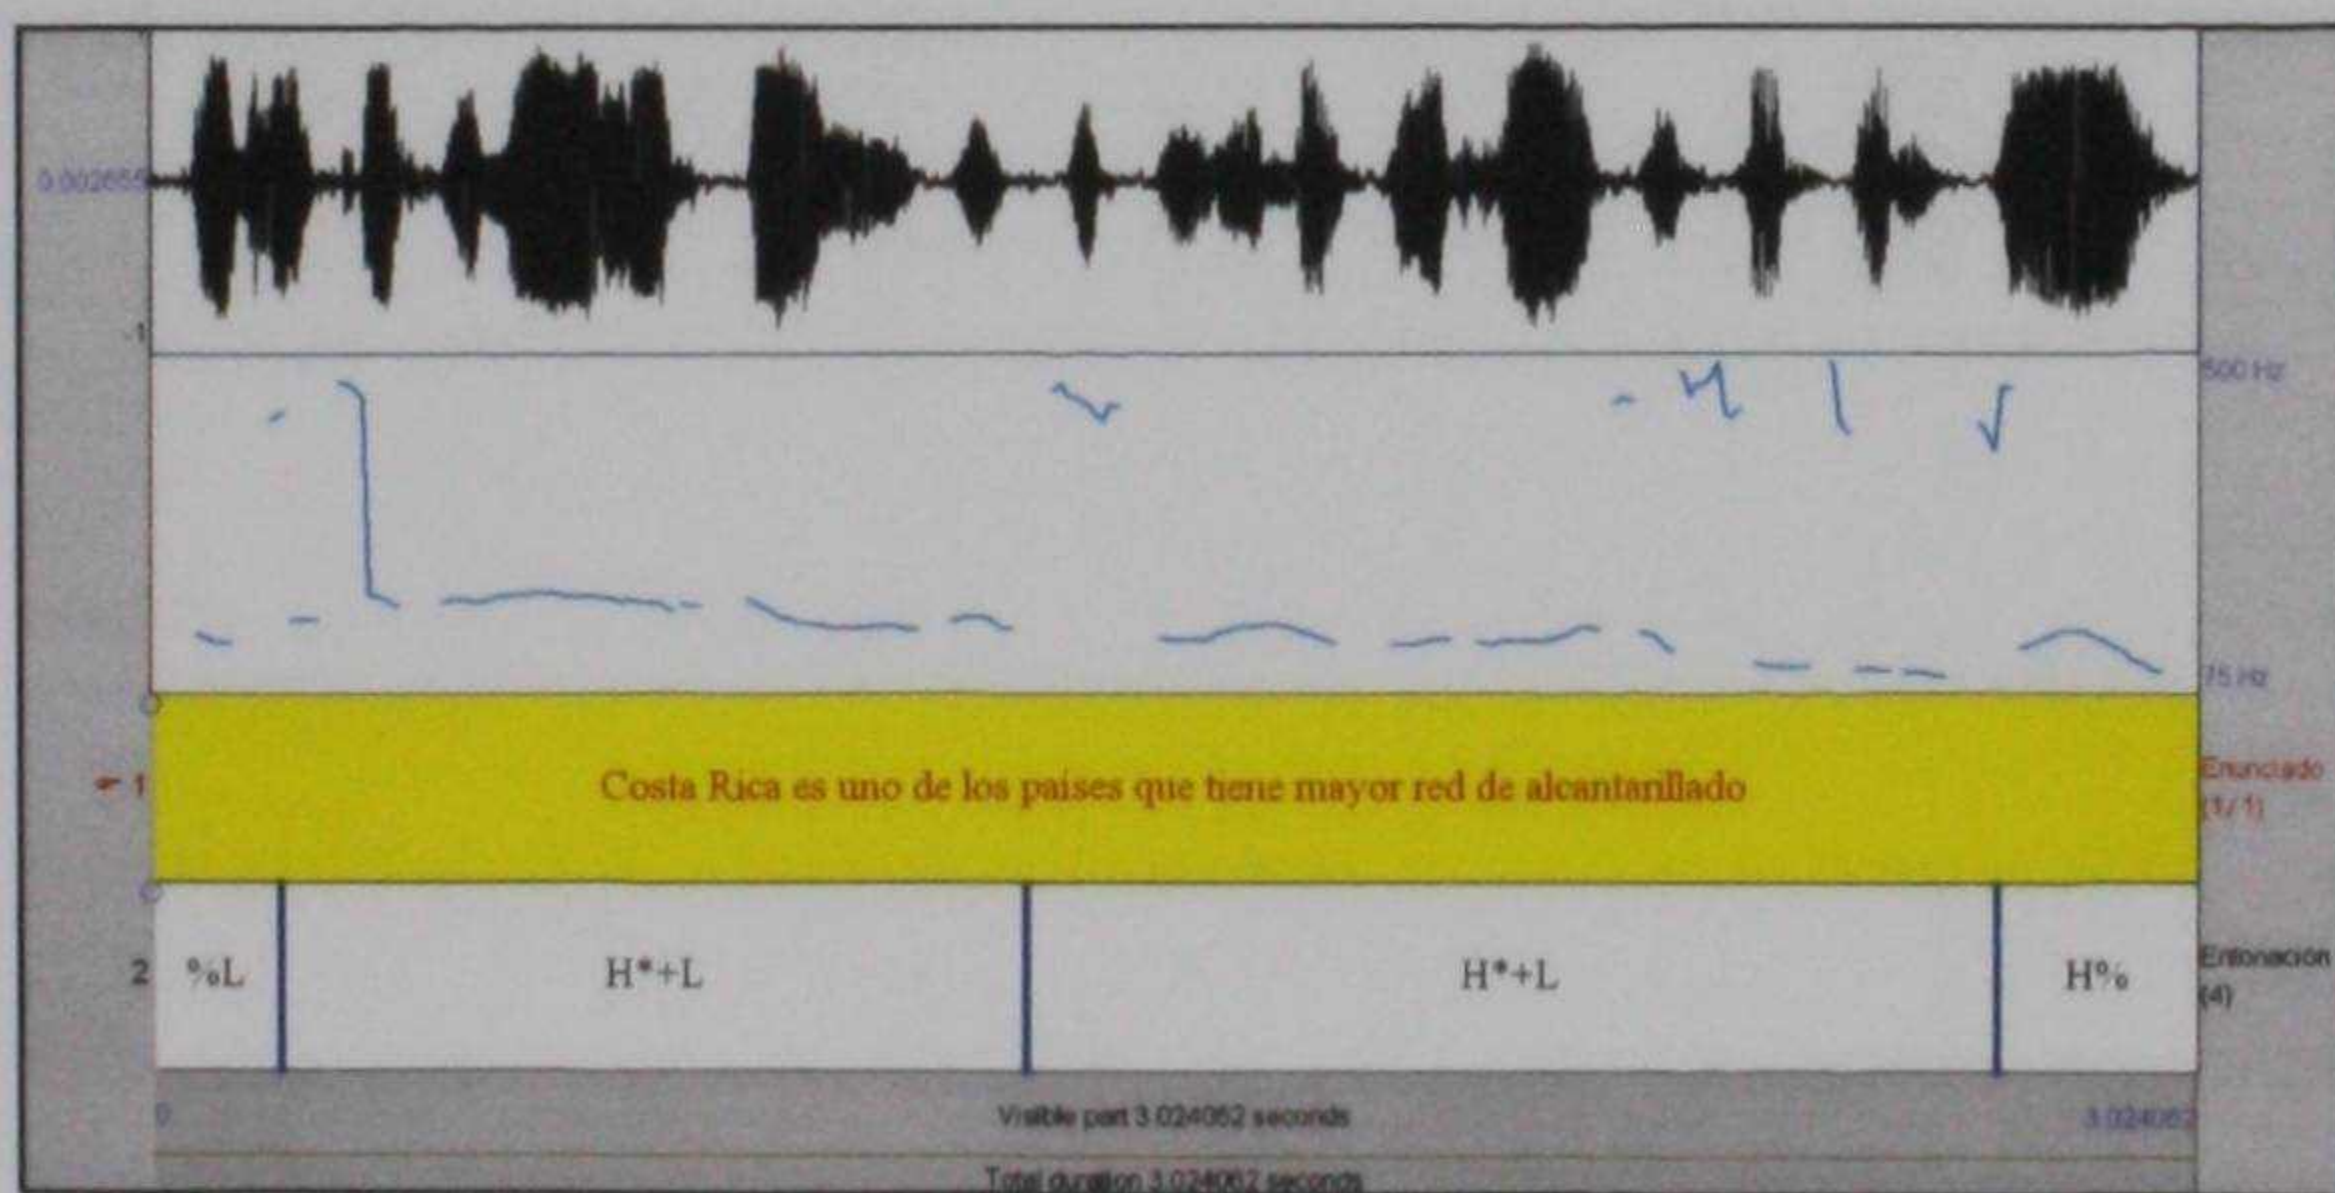 0.002655
-1
500 Hz
75 Hz
1
Costa Rica es uno de los países que tiene mayor red de alcantarillado
Enunciado
(1/1)
2
%L
H*+L
H*+L
H%
Entonación
(4)
0
Visible part 3.024062 seconds
3.024062
Total duration 3.024062 seconds